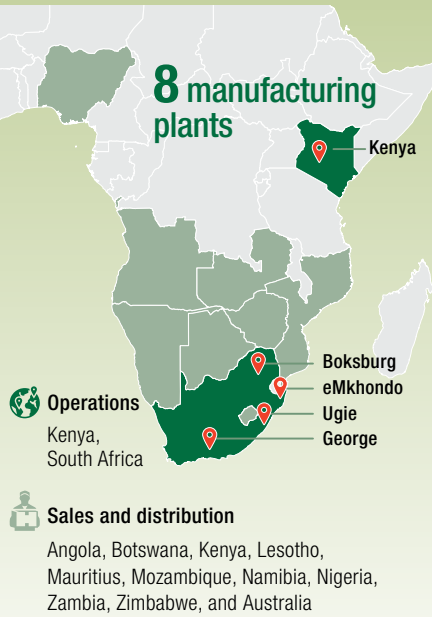 8 manufacturing
plants
Kenya
Boksburg
eMkhondo
Ugie
George
Operations
Kenya,
South Africa
Sales and distribution
Angola, Botswana, Kenya, Lesotho,
Mauritius, Mozambique, Namibia, Nigeria,
Zambia, Zimbabwe, and Australia